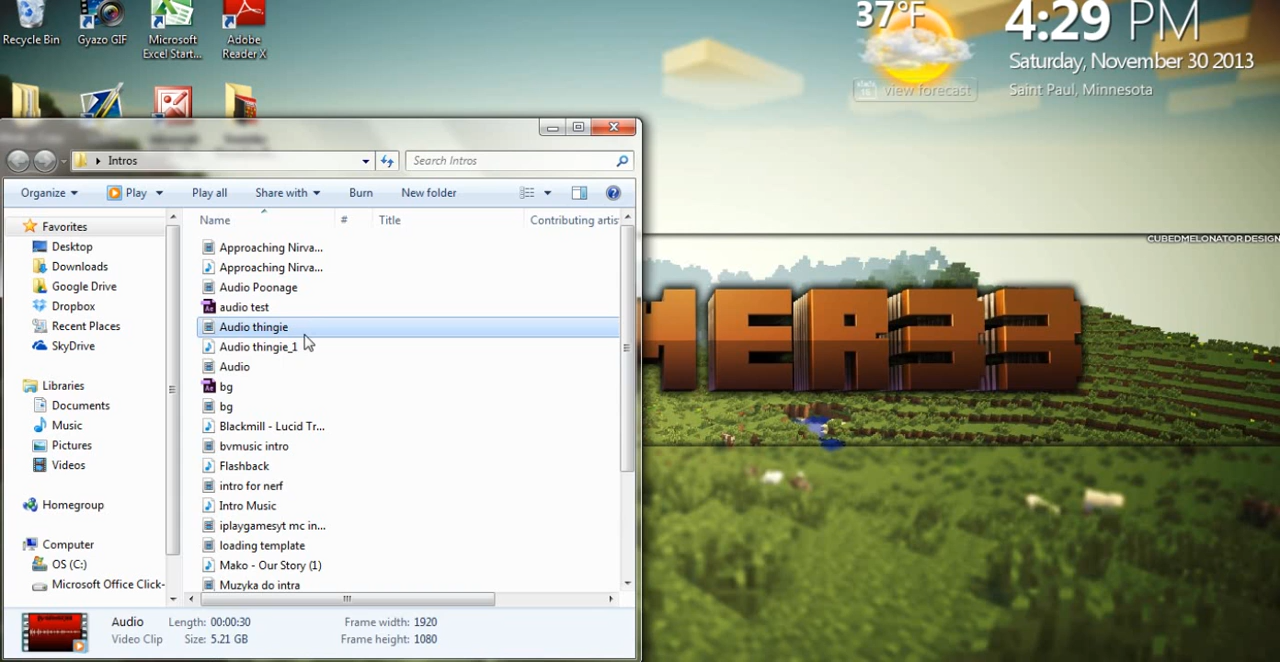 Recycle Bin
Gyazo GIF
Microsoft
Excel Start...
Adobe
Reader X
37°F
view forecast
4:29 PM
Saturday, November 30 2013
Saint Paul, Minnesota
Intros
Search Intros
Organize
Play
Play all
Share with
Burn
New folder
Name
#
Title
Contributing artis
Favorites
Desktop
Downloads
Google Drive
Dropbox
Recent Places
SkyDrive
Libraries
Documents
Music
Pictures
Videos
Homegroup
Computer
OS (C:)
Microsoft Office Click-
Approaching Nirva...
Approaching Nirva...
Audio Poonage
audio test
Audio thingie
Audio thingie_1
Audio
bg
bg
Blackmill - Lucid Tr...
bvmusic intro
Flashback
intro for nerf
Intro Music
iplaygamesyt mc in...
loading template
Mako - Our Story (1)
Muzyka do intra
Audio
Length: 00:00:30
Frame width: 1920
Video Clip
Size: 5.21 GB
Frame height: 1080
CUBEDMELONATOR DESIGN
MER33